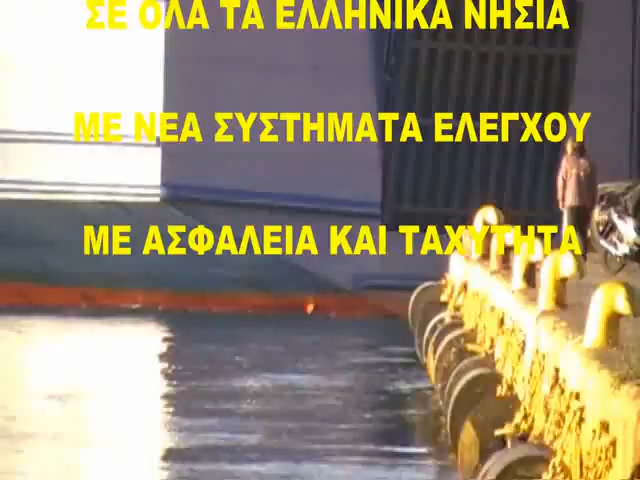 ΣΕ ΟΛΑ ΤΑ ΕΛΛΗΝΙΚΑ ΝΗΣΙΑ
ΜΕ ΝΕΑ ΣΥΣΤΗΜΑΤΑ ΕΛΕΓΧΟΥ
ΜΕ ΑΣΦΑΛΕΙΑ ΚΑΙ ΤΑΧΥΤΗΤΑ